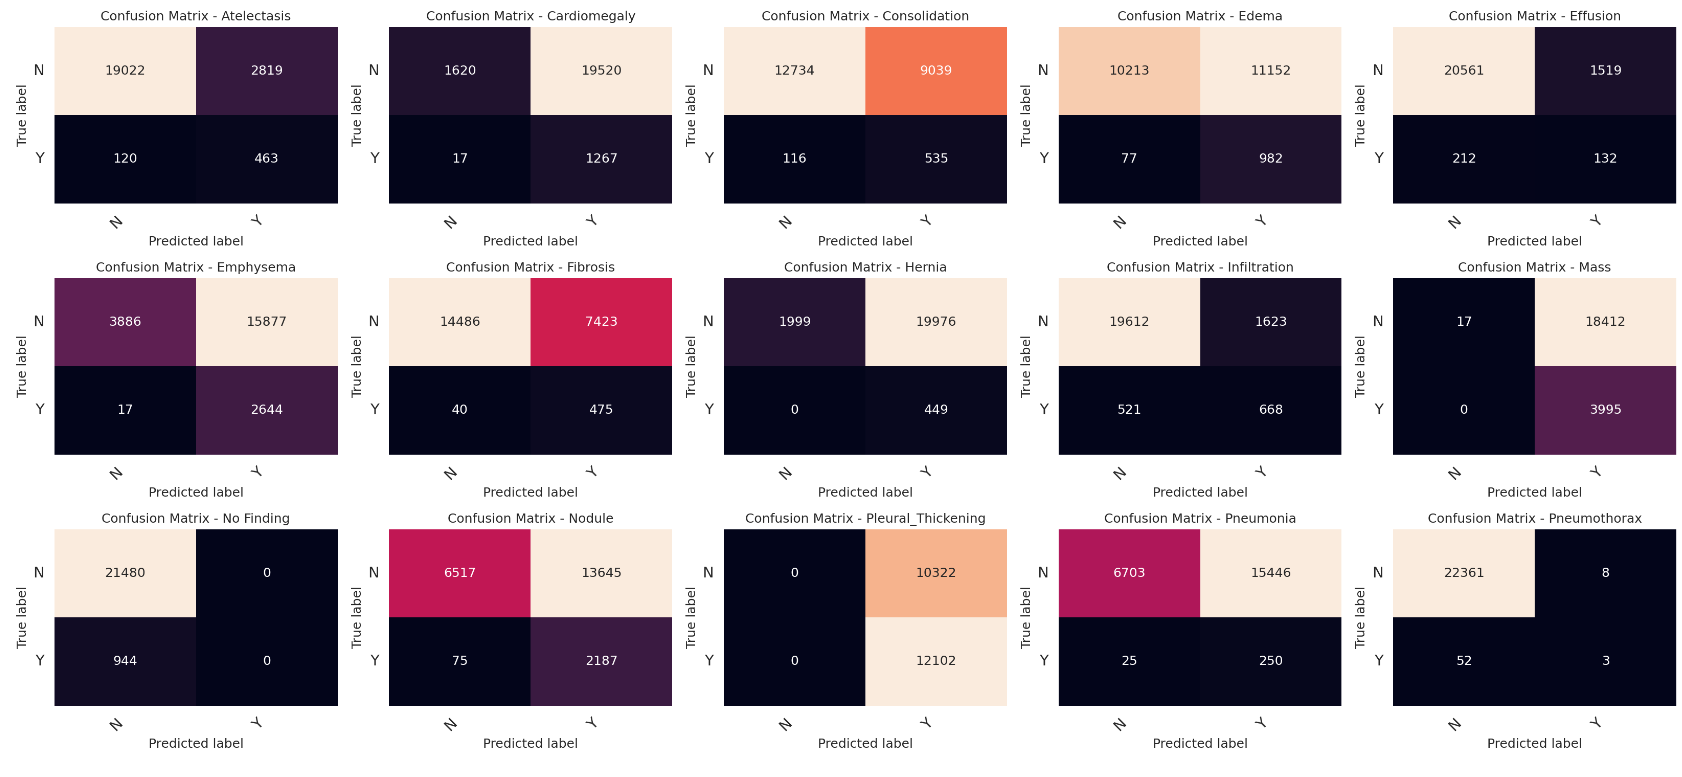 Confusion Matrix - Atelectasis
True label
N
19022
2819
Y
120
463
N
Y
Predicted label
Confusion Matrix - Cardiomegaly
True label
N
1620
19520
Y
17
1267
N
Y
Predicted label
Confusion Matrix - Consolidation
True label
N
12734
9039
Y
116
535
N
Y
Predicted label
Confusion Matrix - Edema
True label
N
10213
11152
Y
77
982
N
Y
Predicted label
Confusion Matrix - Effusion
True label
N
20561
1519
Y
212
132
N
Y
Predicted label
Confusion Matrix - Emphysema
True label
N
3886
15877
Y
17
2644
N
Y
Predicted label
Confusion Matrix - Fibrosis
True label
N
14486
7423
Y
40
475
N
Y
Predicted label
Confusion Matrix - Hernia
True label
N
1999
19976
Y
0
449
N
Y
Predicted label
Confusion Matrix - Infiltration
True label
N
19612
1623
Y
521
668
N
Y
Predicted label
Confusion Matrix - Mass
True label
N
17
18412
Y
0
3995
N
Y
Predicted label
Confusion Matrix - No Finding
True label
N
21480
0
Y
944
0
N
Y
Predicted label
Confusion Matrix - Nodule
True label
N
6517
13645
Y
75
2187
N
Y
Predicted label
Confusion Matrix - Pleural_Thickening
True label
N
0
10322
Y
0
12102
N
Y
Predicted label
Confusion Matrix - Pneumonia
True label
N
6703
15446
Y
25
250
N
Y
Predicted label
Confusion Matrix - Pneumothorax
True label
N
22361
8
Y
52
3
N
Y
Predicted label